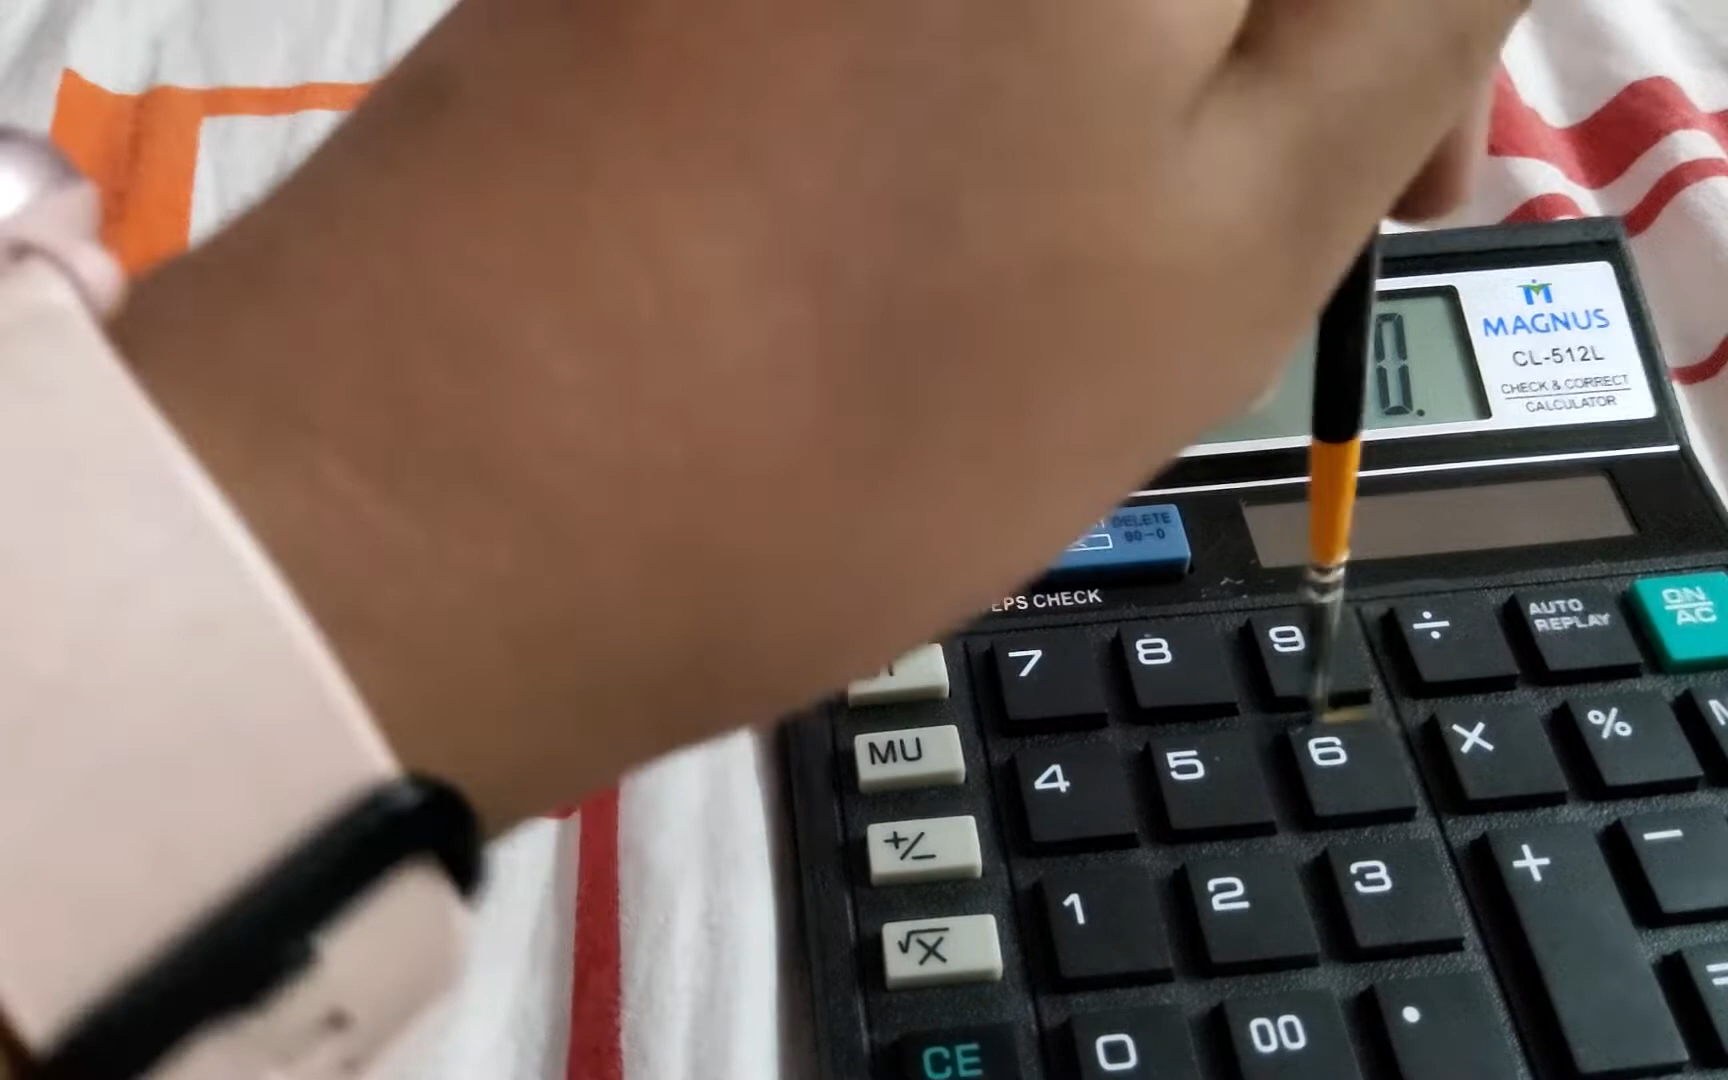 0.
MAGNUS
CL-512L
CHECK & CORRECT
CALCULATOR
DELETE
00→0
EPS CHECK
7 8 9 ÷ AUTO REPLAY ON/AC
MU 4 5 6 × % M
+/− 1 2 3 + −
√X =
CE 0 00 •